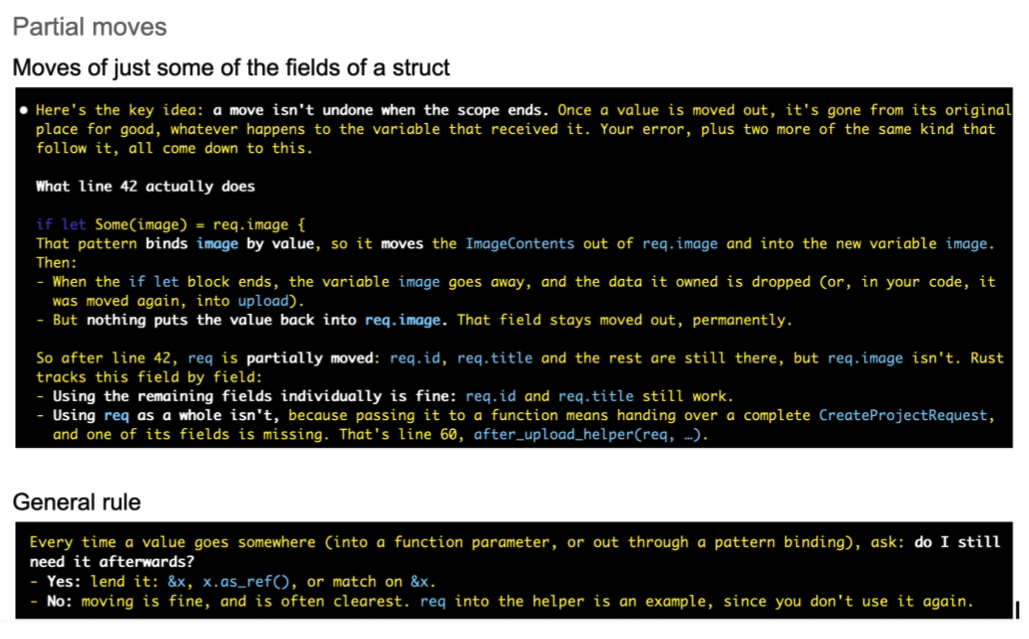 Partial moves
Moves of just some of the fields of a struct
● Here's the key idea: a move isn't undone when the scope ends. Once a value is moved out, it's gone from its original
place for good, whatever happens to the variable that received it. Your error, plus two more of the same kind that
follow it, all come down to this.
What line 42 actually does
if let Some(image) = req.image {
That pattern binds image by value, so it moves the ImageContents out of req.image and into the new variable image.
Then:
- When the if let block ends, the variable image goes away, and the data it owned is dropped (or, in your code, it
was moved again, into upload).
- But nothing puts the value back into req.image. That field stays moved out, permanently.
So after line 42, req is partially moved: req.id, req.title and the rest are still there, but req.image isn't. Rust
tracks this field by field:
- Using the remaining fields individually is fine: req.id and req.title still work.
- Using req as a whole isn't, because passing it to a function means handing over a complete CreateProjectRequest,
and one of its fields is missing. That's line 60, after_upload_helper(req, …).
General rule
Every time a value goes somewhere (into a function parameter, or out through a pattern binding), ask: do I still
need it afterwards?
- Yes: lend it: &x, x.as_ref(), or match on &x.
- No: moving is fine, and is often clearest. req into the helper is an example, since you don't use it again.